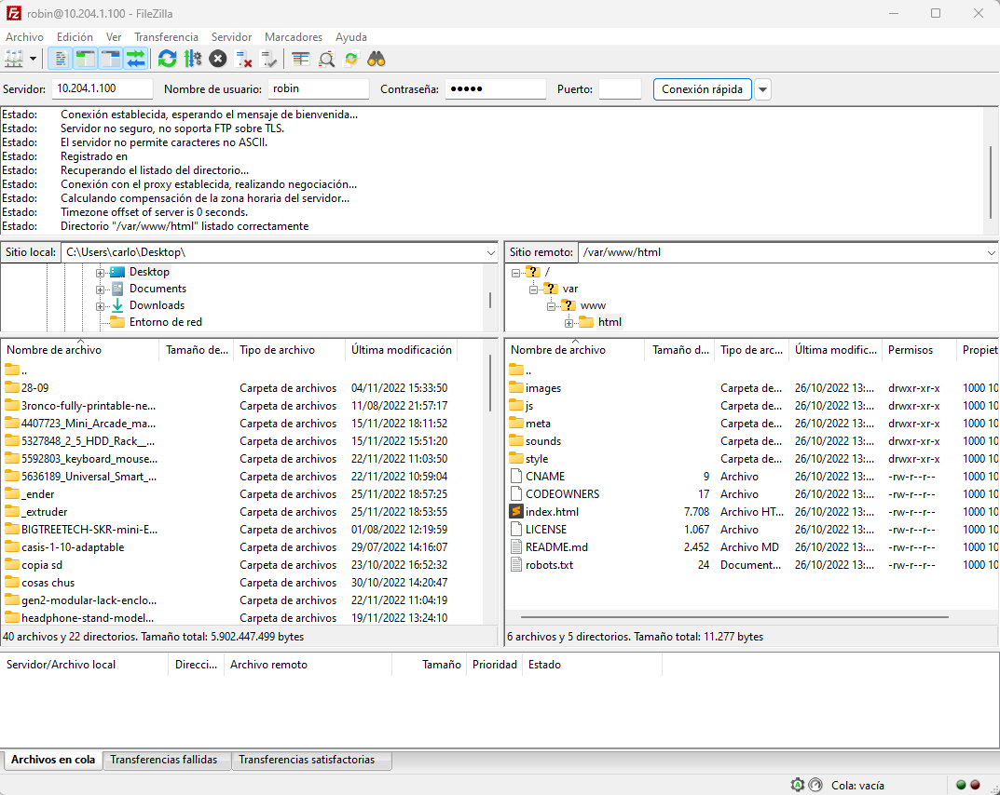 robin@10.204.1.100 - FileZilla
Archivo Edición Ver Transferencia Servidor Marcadores Ayuda
Servidor: 10.204.1.100 Nombre de usuario: robin Contraseña: ●●●●● Puerto: Conexión rápida
Estado: Conexión establecida, esperando el mensaje de bienvenida...
Estado: Servidor no seguro, no soporta FTP sobre TLS.
Estado: El servidor no permite caracteres no ASCII.
Estado: Registrado en
Estado: Recuperando el listado del directorio...
Estado: Conexión con el proxy establecida, realizando negociación...
Estado: Calculando compensación de la zona horaria del servidor...
Estado: Timezone offset of server is 0 seconds.
Estado: Directorio "/var/www/html" listado correctamente
Sitio local: C:\Users\carlo\Desktop\
Desktop
Documents
Downloads
Entorno de red
Nombre de archivo Tamaño de... Tipo de archivo Última modificación
..
28-09 Carpeta de archivos 04/11/2022 15:33:50
3ronco-fully-printable-ne... Carpeta de archivos 11/08/2022 21:57:17
4407723_Mini_Arcade_ma... Carpeta de archivos 15/11/2022 18:11:52
5327848_2_5_HDD_Rack__... Carpeta de archivos 15/11/2022 15:51:20
5592803_keyboard_mouse... Carpeta de archivos 22/11/2022 11:03:50
5636189_Universal_Smart_... Carpeta de archivos 22/11/2022 10:59:04
_ender Carpeta de archivos 25/11/2022 18:57:25
_extruder Carpeta de archivos 25/11/2022 18:53:55
BIGTREETECH-SKR-mini-E... Carpeta de archivos 01/08/2022 12:19:59
casis-1-10-adaptable Carpeta de archivos 29/07/2022 14:16:07
copia sd Carpeta de archivos 23/10/2022 16:52:32
cosas chus Carpeta de archivos 30/10/2022 14:20:47
gen2-modular-lack-enclo... Carpeta de archivos 22/11/2022 11:04:19
headphone-stand-model... Carpeta de archivos 19/11/2022 13:24:10
40 archivos y 22 directorios. Tamaño total: 5.902.447.499 bytes
Sitio remoto: /var/www/html
/
var
www
html
Nombre de archivo Tamaño d... Tipo de arc... Última modific... Permisos Propiet
..
images Carpeta de... 26/10/2022 13:... drwxr-xr-x 1000 10
js Carpeta de... 26/10/2022 13:... drwxr-xr-x 1000 10
meta Carpeta de... 26/10/2022 13:... drwxr-xr-x 1000 10
sounds Carpeta de... 26/10/2022 13:... drwxr-xr-x 1000 10
style Carpeta de... 26/10/2022 13:... drwxr-xr-x 1000 10
CNAME 9 Archivo 26/10/2022 13:... -rw-r--r-- 1000 10
CODEOWNERS 17 Archivo 26/10/2022 13:... -rw-r--r-- 1000 10
index.html 7.708 Archivo HT... 26/10/2022 13:... -rw-r--r-- 1000 10
LICENSE 1.067 Archivo 26/10/2022 13:... -rw-r--r-- 1000 10
README.md 2.452 Archivo MD 26/10/2022 13:... -rw-r--r-- 1000 10
robots.txt 24 Document... 26/10/2022 13:... -rw-r--r-- 1000 10
6 archivos y 5 directorios. Tamaño total: 11.277 bytes
Servidor/Archivo local Direcci... Archivo remoto Tamaño Prioridad Estado
Archivos en cola Transferencias fallidas Transferencias satisfactorias
Cola: vacía